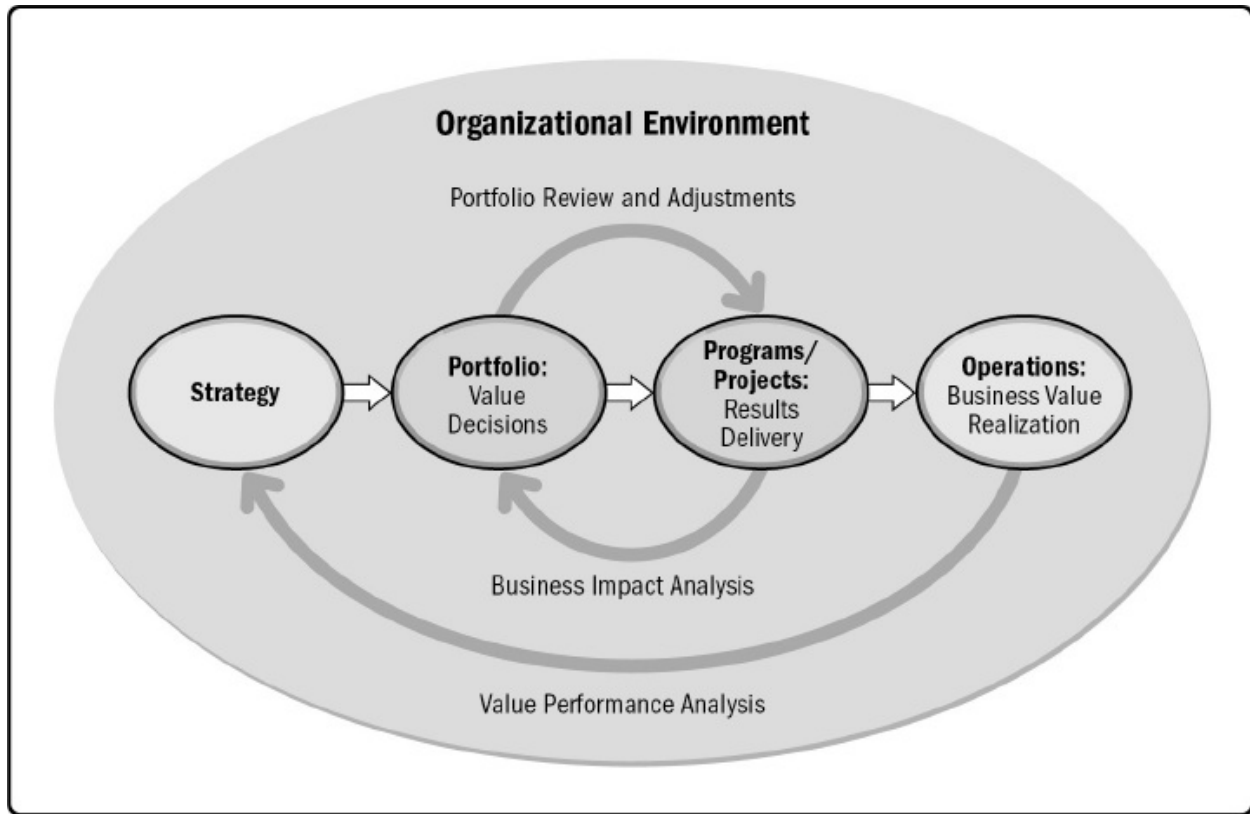 Organizational Environment
Portfolio Review and Adjustments
Strategy
Portfolio:
Value
Decisions
Programs/
Projects:
Results
Delivery
Operations:
Business Value
Realization
Business Impact Analysis
Value Performance Analysis